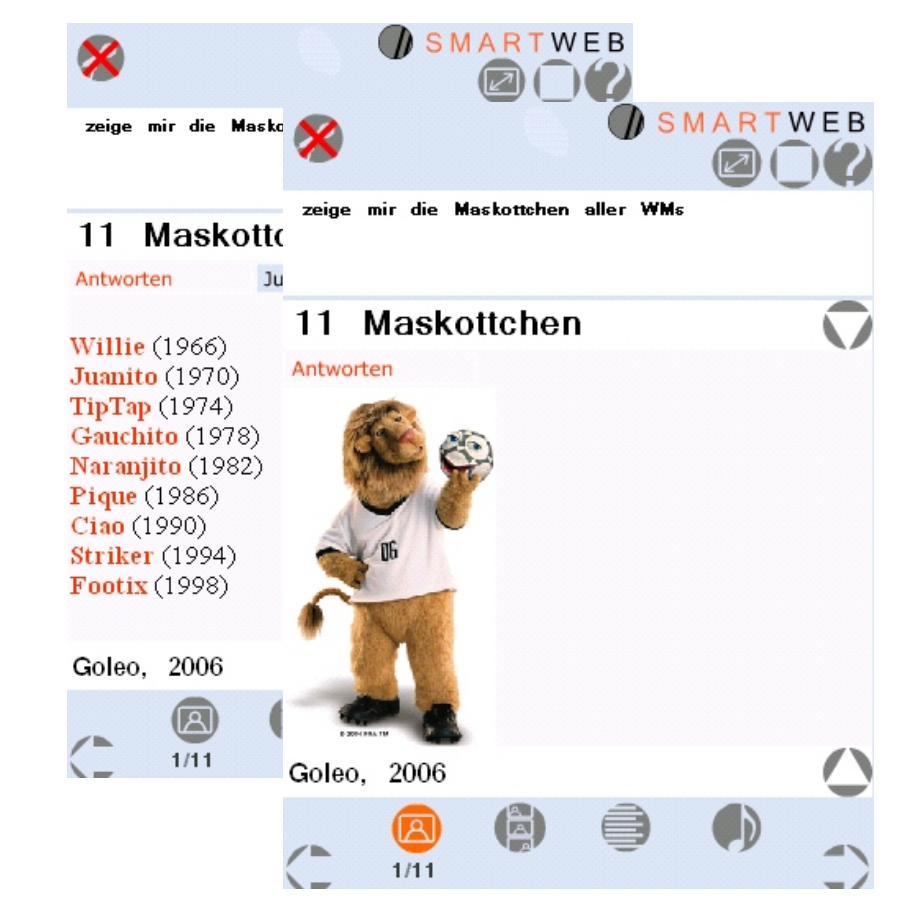 SMARTWEB
zeige mir die Masko
11 Maskottc
Antworten
Ju
Willie (1966)
Juanito (1970)
TipTap (1974)
Gauchito (1978)
Naranjito (1982)
Pique (1986)
Ciao (1990)
Striker (1994)
Footix (1998)
Goleo, 2006
1/11
SMARTWEB
zeige mir die Maskottchen aller WMs
11 Maskottchen
Antworten
06
Goleo, 2006
1/11